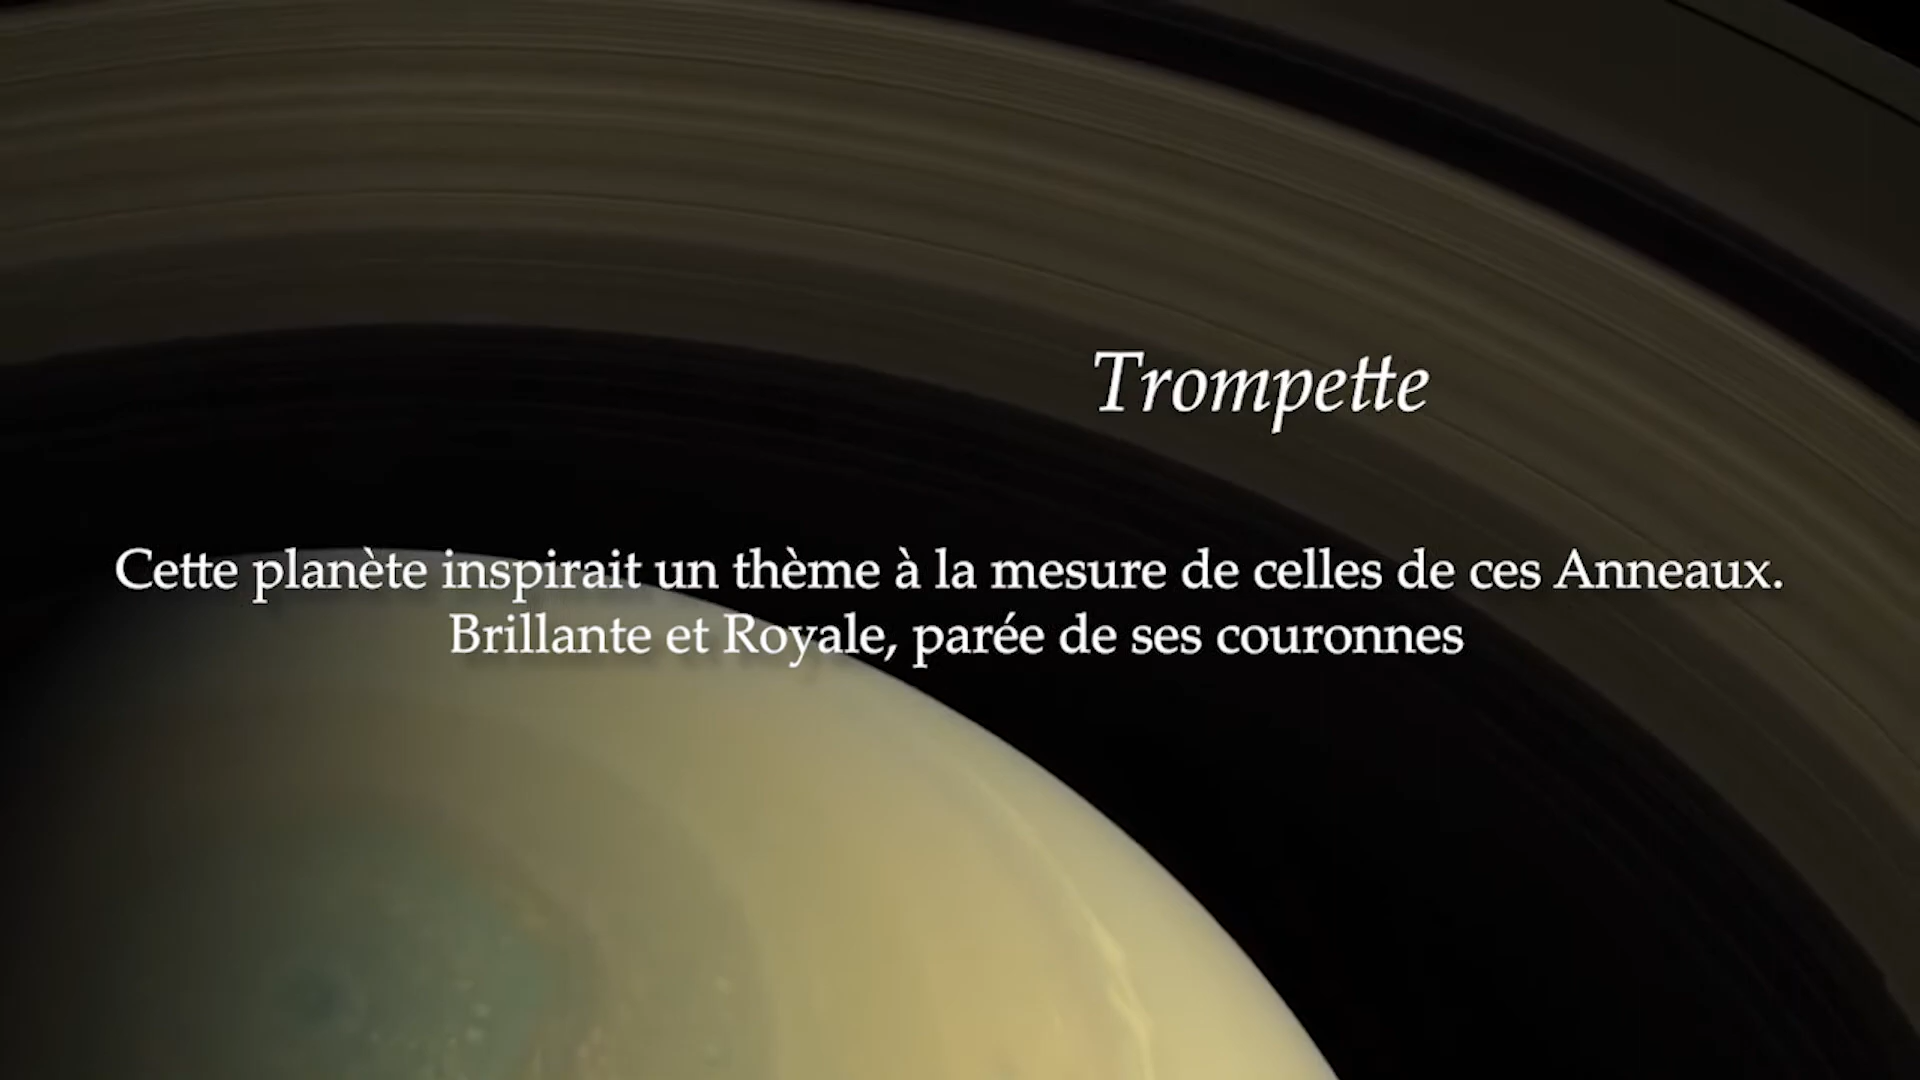 Trompette
Cette planète inspirait un thème à la mesure de celles de ces Anneaux.
Brillante et Royale, parée de ses couronnes